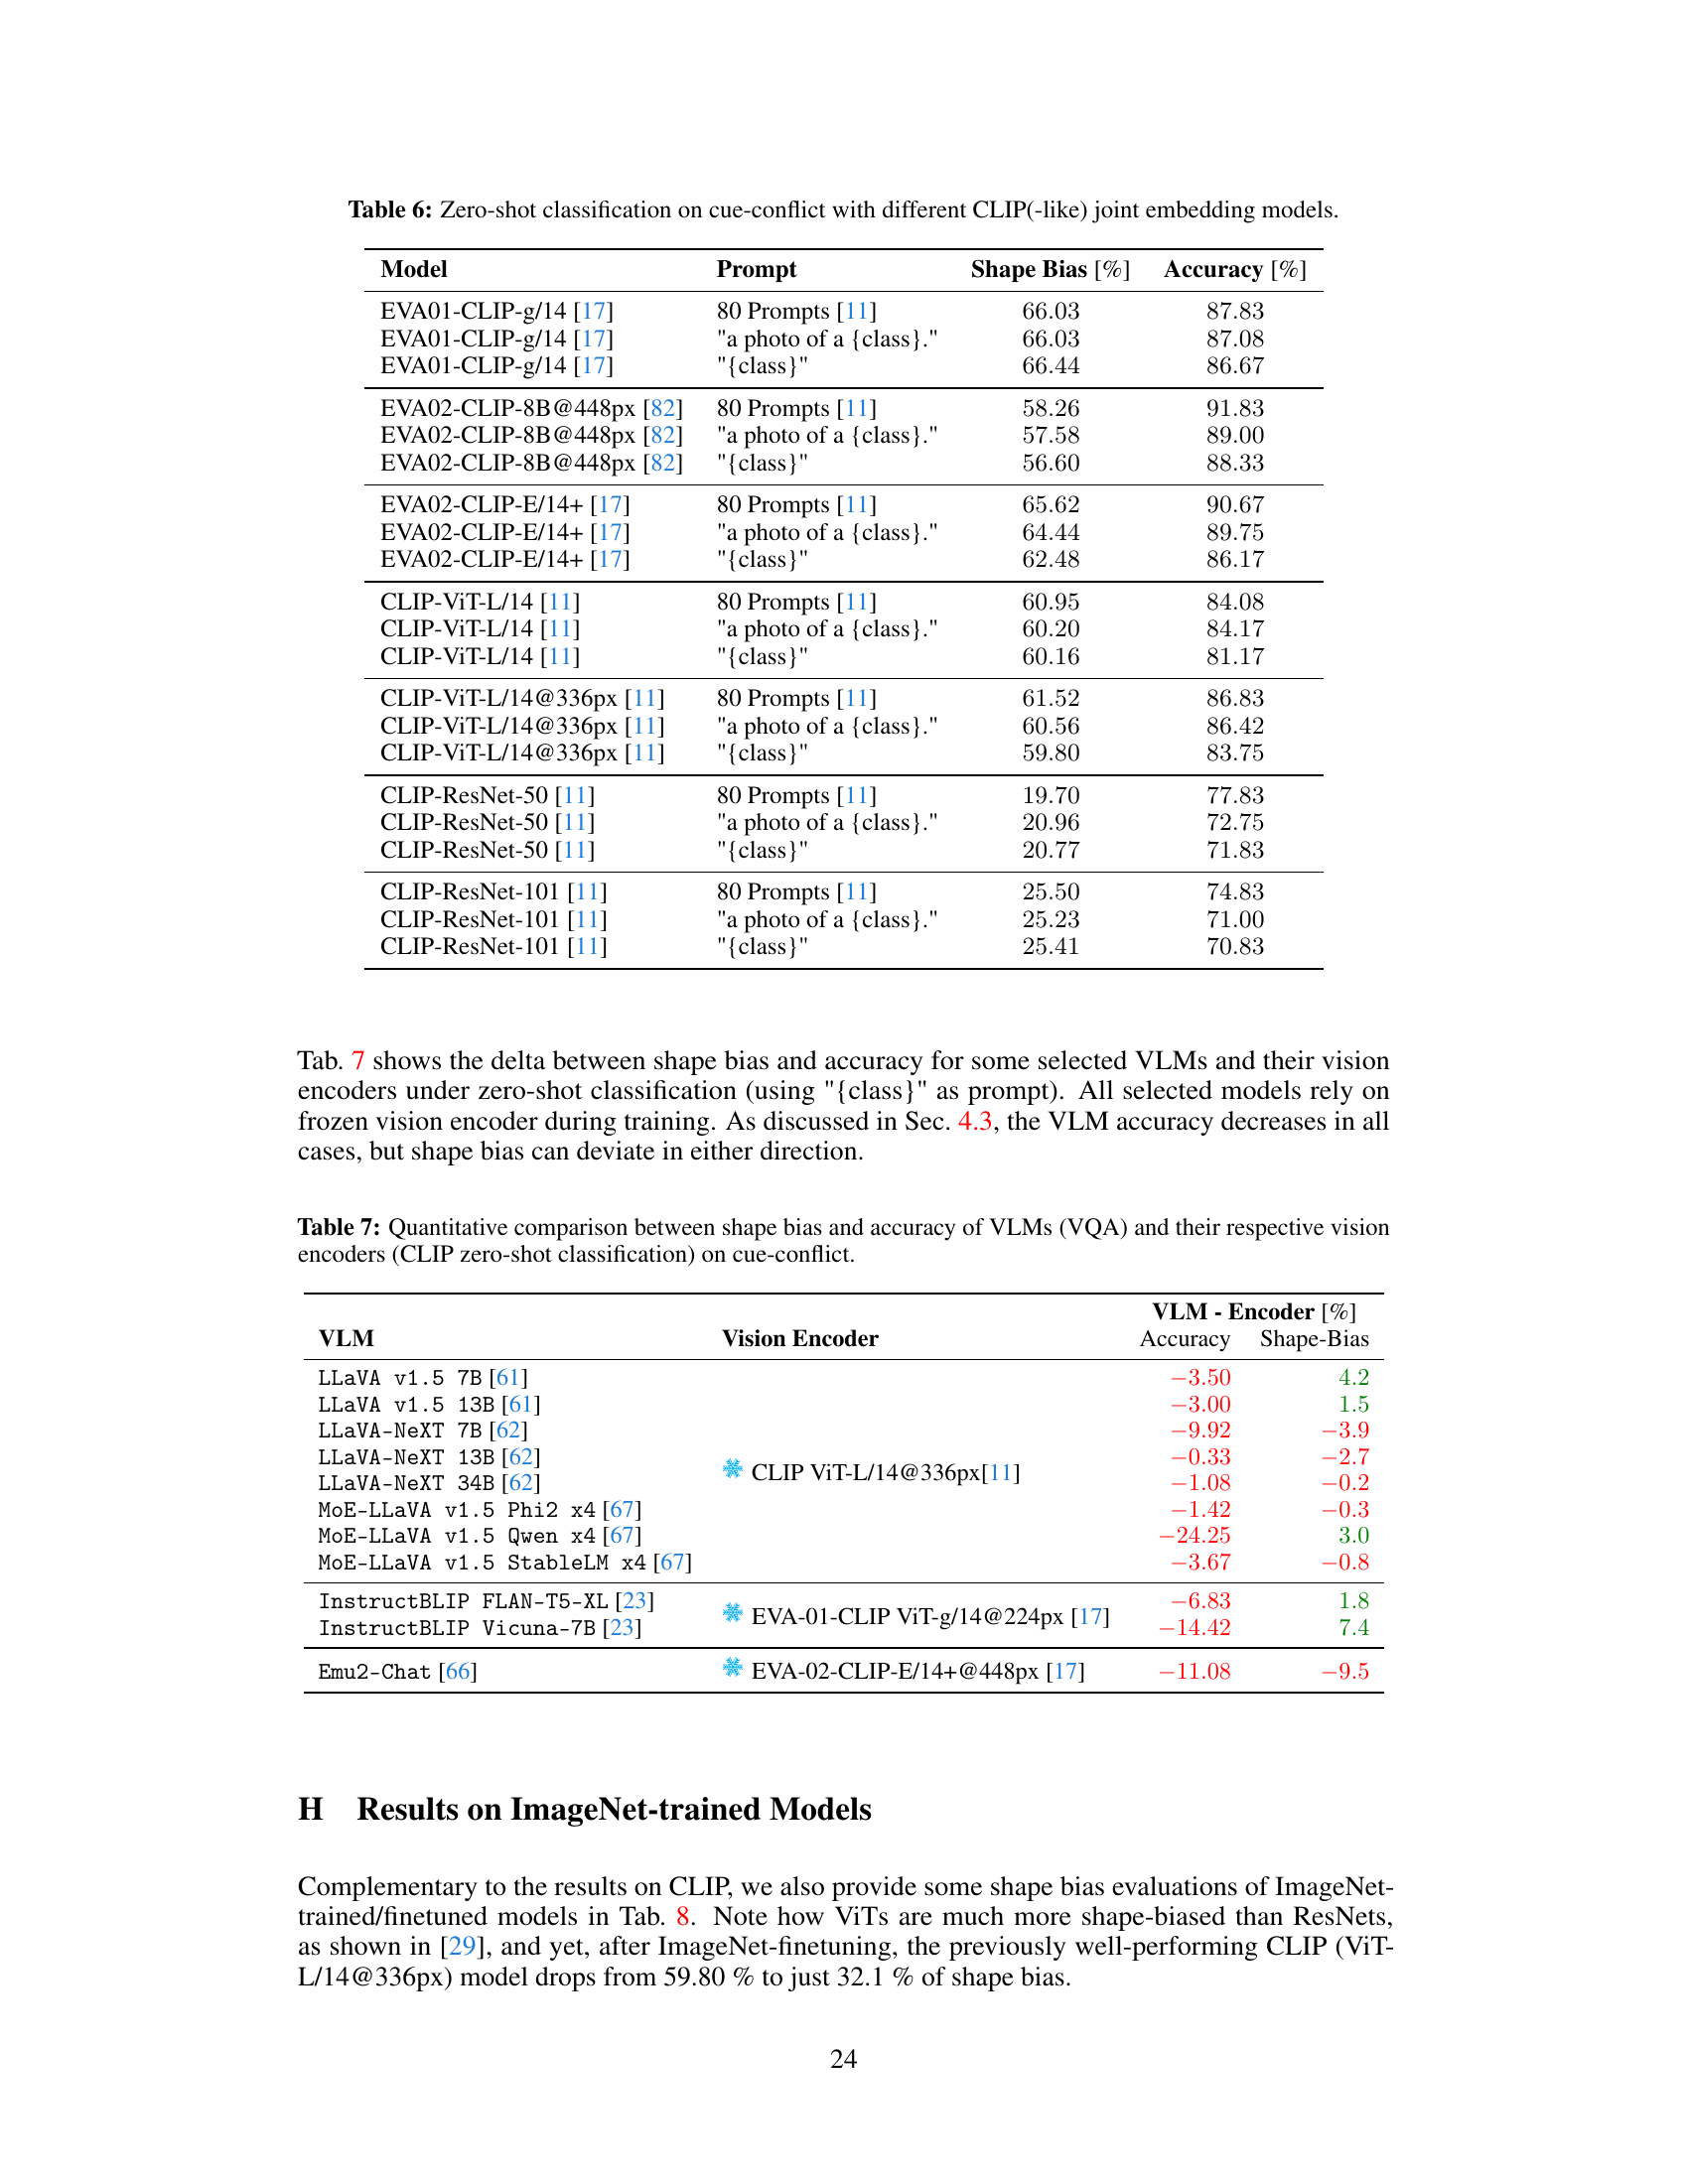 Table 6: Zero-shot classification on cue-conflict with different CLIP(-like) joint embedding models.
Model Prompt Shape Bias [%] Accuracy [%]
EVA01-CLIP-g/14 [17] 80 Prompts [11] 66.03 87.83
EVA01-CLIP-g/14 [17] "a photo of a {class}." 66.03 87.08
EVA01-CLIP-g/14 [17] "{class}" 66.44 86.67
EVA02-CLIP-8B@448px [82] 80 Prompts [11] 58.26 91.83
EVA02-CLIP-8B@448px [82] "a photo of a {class}." 57.58 89.00
EVA02-CLIP-8B@448px [82] "{class}" 56.60 88.33
EVA02-CLIP-E/14+ [17] 80 Prompts [11] 65.62 90.67
EVA02-CLIP-E/14+ [17] "a photo of a {class}." 64.44 89.75
EVA02-CLIP-E/14+ [17] "{class}" 62.48 86.17
CLIP-ViT-L/14 [11] 80 Prompts [11] 60.95 84.08
CLIP-ViT-L/14 [11] "a photo of a {class}." 60.20 84.17
CLIP-ViT-L/14 [11] "{class}" 60.16 81.17
CLIP-ViT-L/14@336px [11] 80 Prompts [11] 61.52 86.83
CLIP-ViT-L/14@336px [11] "a photo of a {class}." 60.56 86.42
CLIP-ViT-L/14@336px [11] "{class}" 59.80 83.75
CLIP-ResNet-50 [11] 80 Prompts [11] 19.70 77.83
CLIP-ResNet-50 [11] "a photo of a {class}." 20.96 72.75
CLIP-ResNet-50 [11] "{class}" 20.77 71.83
CLIP-ResNet-101 [11] 80 Prompts [11] 25.50 74.83
CLIP-ResNet-101 [11] "a photo of a {class}." 25.23 71.00
CLIP-ResNet-101 [11] "{class}" 25.41 70.83
Tab. 7 shows the delta between shape bias and accuracy for some selected VLMs and their vision
encoders under zero-shot classification (using "{class}" as prompt). All selected models rely on
frozen vision encoder during training. As discussed in Sec. 4.3, the VLM accuracy decreases in all
cases, but shape bias can deviate in either direction.
Table 7: Quantitative comparison between shape bias and accuracy of VLMs (VQA) and their respective vision
encoders (CLIP zero-shot classification) on cue-conflict.
VLM - Encoder [%]
VLM Vision Encoder Accuracy Shape-Bias
LLaVA v1.5 7B [61] −3.50 4.2
LLaVA v1.5 13B [61] −3.00 1.5
LLaVA-NeXT 7B [62] −9.92 −3.9
LLaVA-NeXT 13B [62] −0.33 −2.7
CLIP ViT-L/14@336px[11]
LLaVA-NeXT 34B [62] −1.08 −0.2
MoE-LLaVA v1.5 Phi2 x4 [67] −1.42 −0.3
MoE-LLaVA v1.5 Qwen x4 [67] −24.25 3.0
MoE-LLaVA v1.5 StableLM x4 [67] −3.67 −0.8
InstructBLIP FLAN-T5-XL [23] −6.83 1.8
EVA-01-CLIP ViT-g/14@224px [17]
InstructBLIP Vicuna-7B [23] −14.42 7.4
Emu2-Chat [66] EVA-02-CLIP-E/14+@448px [17] −11.08 −9.5
H Results on ImageNet-trained Models
Complementary to the results on CLIP, we also provide some shape bias evaluations of ImageNet-
trained/finetuned models in Tab. 8. Note how ViTs are much more shape-biased than ResNets,
as shown in [29], and yet, after ImageNet-finetuning, the previously well-performing CLIP (ViT-
L/14@336px) model drops from 59.80 % to just 32.1 % of shape bias.
24